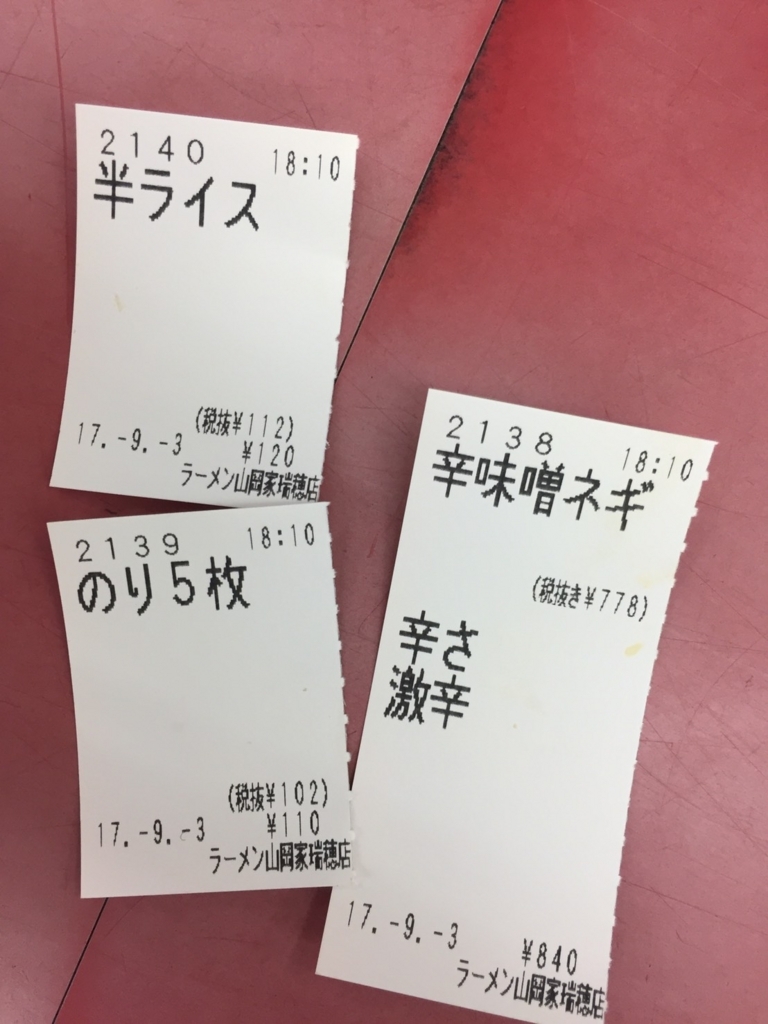 2140 18:10
半ライス
(税抜¥112)
17.-9.-3 ¥120
ラーメン山岡家瑞穂店
2139 18:10
のり5枚
(税抜¥102)
17.-9.-3 ¥110
ラーメン山岡家瑞穂店
2138 18:10
辛味噌ネギ
(税抜き¥778)
辛さ
激辛
17.-9.-3 ¥840
ラーメン山岡家瑞穂店